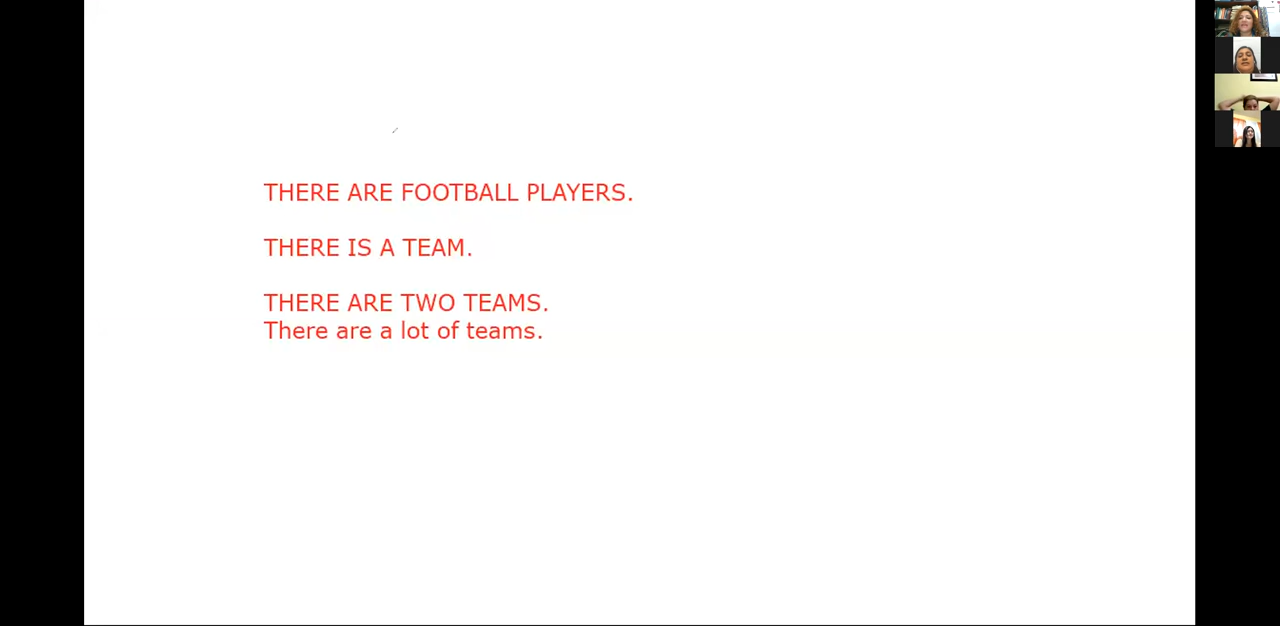 THERE ARE FOOTBALL PLAYERS.
THERE IS A TEAM.
THERE ARE TWO TEAMS.
There are a lot of teams.